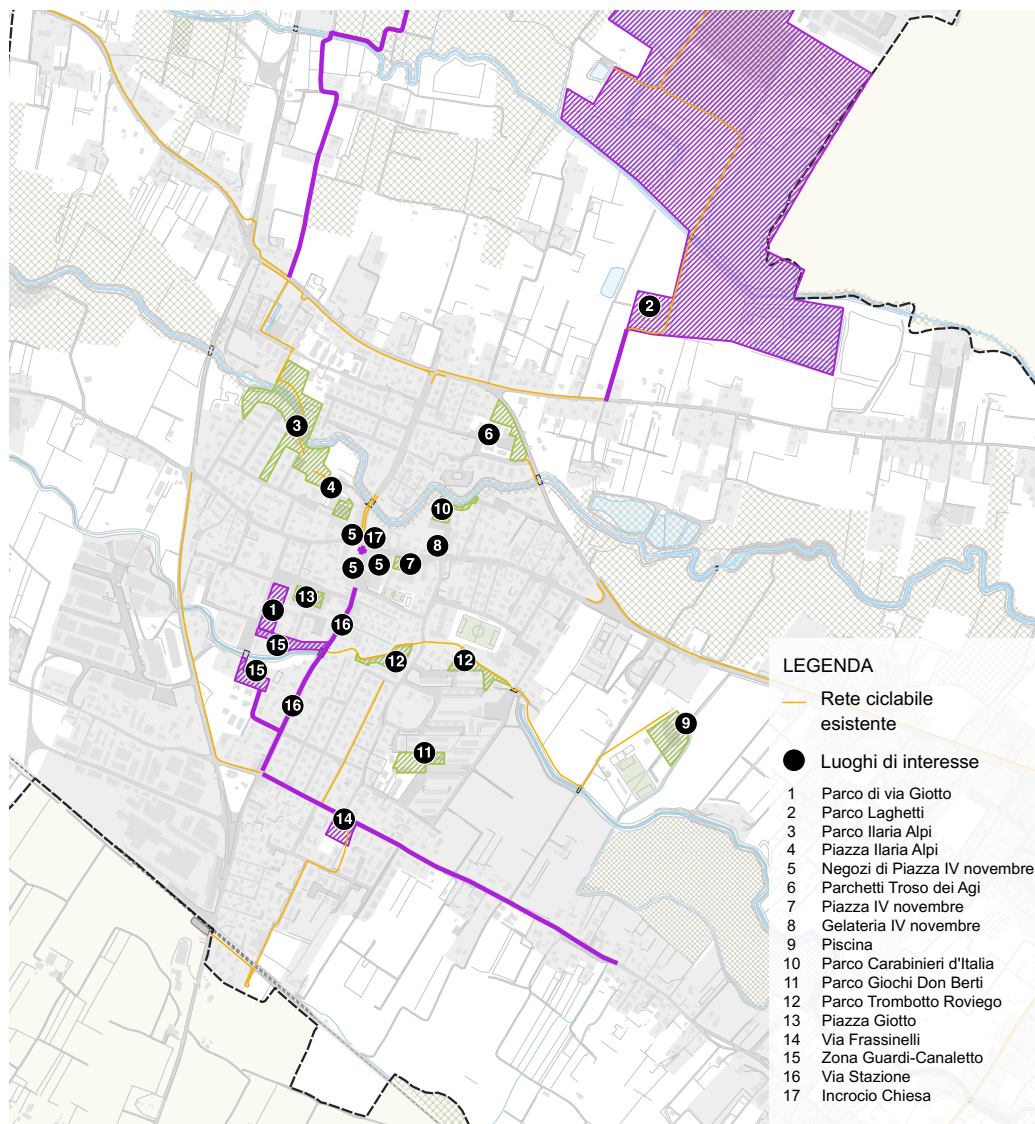 2
3
6
4
10
5
17
8
5
5
7
13
1
16
15
12
12
15
16
9
11
14
LEGENDA
Rete ciclabile
esistente
Luoghi di interesse
1 Parco di via Giotto
2 Parco Laghetti
3 Parco Ilaria Alpi
4 Piazza Ilaria Alpi
5 Negozi di Piazza IV novembre
6 Parchetti Troso dei Agi
7 Piazza IV novembre
8 Gelateria IV novembre
9 Piscina
10 Parco Carabinieri d'Italia
11 Parco Giochi Don Berti
12 Parco Trombotto Roviego
13 Piazza Giotto
14 Via Frassinelli
15 Zona Guardi-Canaletto
16 Via Stazione
17 Incrocio Chiesa